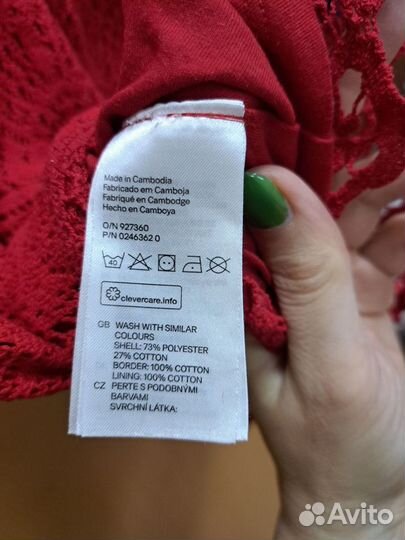 Made in Cambodia
Fabricado em Camboja
Fabriqué en Cambodge
Hecho en Camboya
O/N 927360
P/N 0246362 0
40
clevercare.info
GB WASH WITH SIMILAR
COLOURS
SHELL: 73% POLYESTER
27% COTTON
BORDER: 100% COTTON
LINING: 100% COTTON
CZ PERTE S PODOBNÝMI
BARVAMI
SVRCHNÍ LÁTKA:
Avito